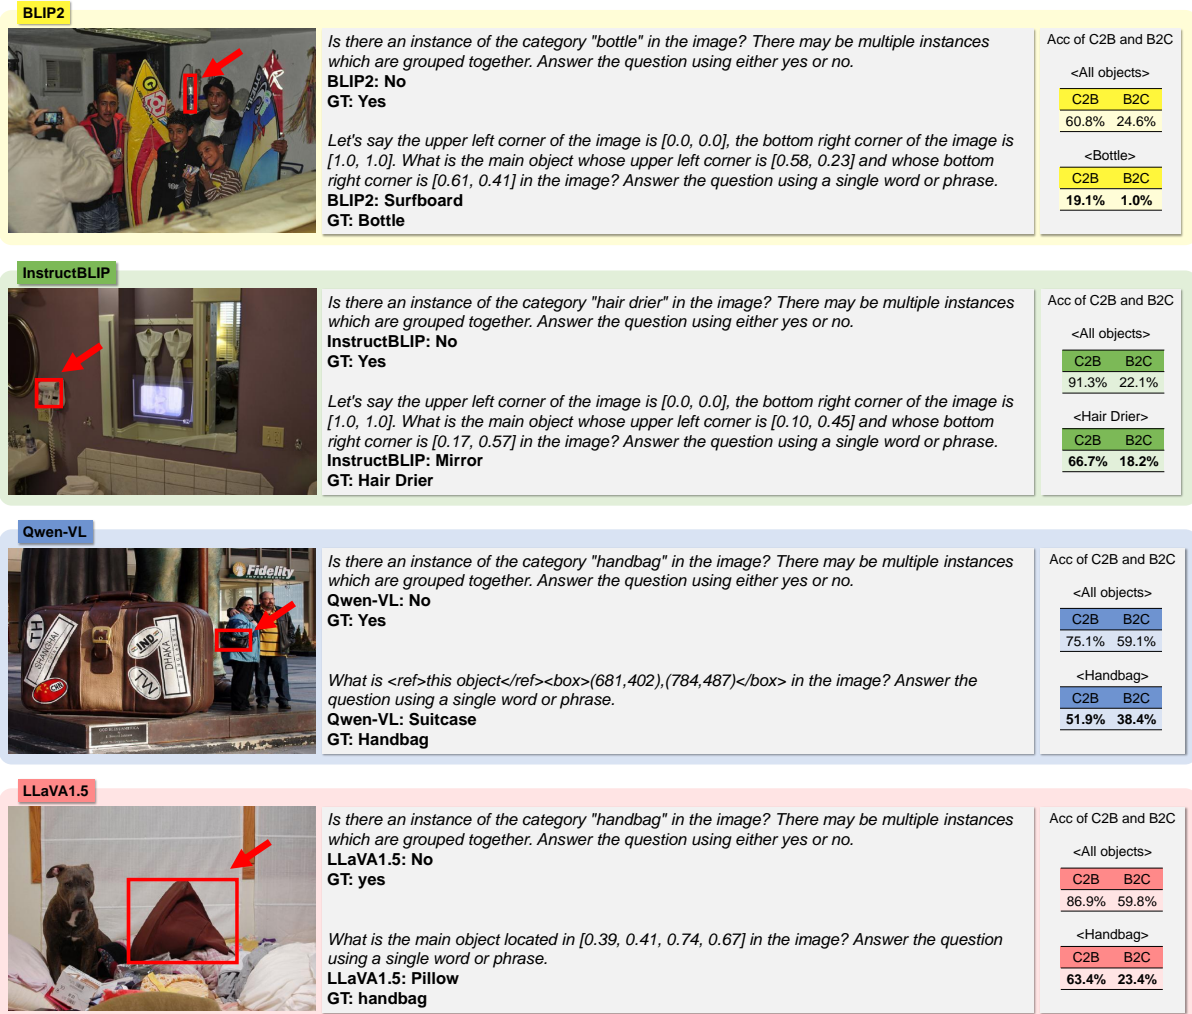 BLIP2
Is there an instance of the category "bottle" in the image? There may be multiple instances
which are grouped together. Answer the question using either yes or no.
BLIP2: No
GT: Yes
Let's say the upper left corner of the image is [0.0, 0.0], the bottom right corner of the image is
[1.0, 1.0]. What is the main object whose upper left corner is [0.58, 0.23] and whose bottom
right corner is [0.61, 0.41] in the image? Answer the question using a single word or phrase.
BLIP2: Surfboard
GT: Bottle
Acc of C2B and B2C
<All objects>
C2B B2C
60.8% 24.6%
<Bottle>
C2B B2C
19.1% 1.0%
InstructBLIP
Is there an instance of the category "hair drier" in the image? There may be multiple instances
which are grouped together. Answer the question using either yes or no.
InstructBLIP: No
GT: Yes
Let's say the upper left corner of the image is [0.0, 0.0], the bottom right corner of the image is
[1.0, 1.0]. What is the main object whose upper left corner is [0.10, 0.45] and whose bottom
right corner is [0.17, 0.57] in the image? Answer the question using a single word or phrase.
InstructBLIP: Mirror
GT: Hair Drier
Acc of C2B and B2C
<All objects>
C2B B2C
91.3% 22.1%
<Hair Drier>
C2B B2C
66.7% 18.2%
Qwen-VL
Fidelity
INVESTMENTS
TH
SHANGHAI
CHN
IND
DHAKA
TW
Is there an instance of the category "handbag" in the image? There may be multiple instances
which are grouped together. Answer the question using either yes or no.
Qwen-VL: No
GT: Yes
What is <ref>this object</ref><box>(681,402),(784,487)</box> in the image? Answer the
question using a single word or phrase.
Qwen-VL: Suitcase
GT: Handbag
Acc of C2B and B2C
<All objects>
C2B B2C
75.1% 59.1%
<Handbag>
C2B B2C
51.9% 38.4%
LLaVA1.5
Is there an instance of the category "handbag" in the image? There may be multiple instances
which are grouped together. Answer the question using either yes or no.
LLaVA1.5: No
GT: yes
What is the main object located in [0.39, 0.41, 0.74, 0.67] in the image? Answer the question
using a single word or phrase.
LLaVA1.5: Pillow
GT: handbag
Acc of C2B and B2C
<All objects>
C2B B2C
86.9% 59.8%
<Handbag>
C2B B2C
63.4% 23.4%